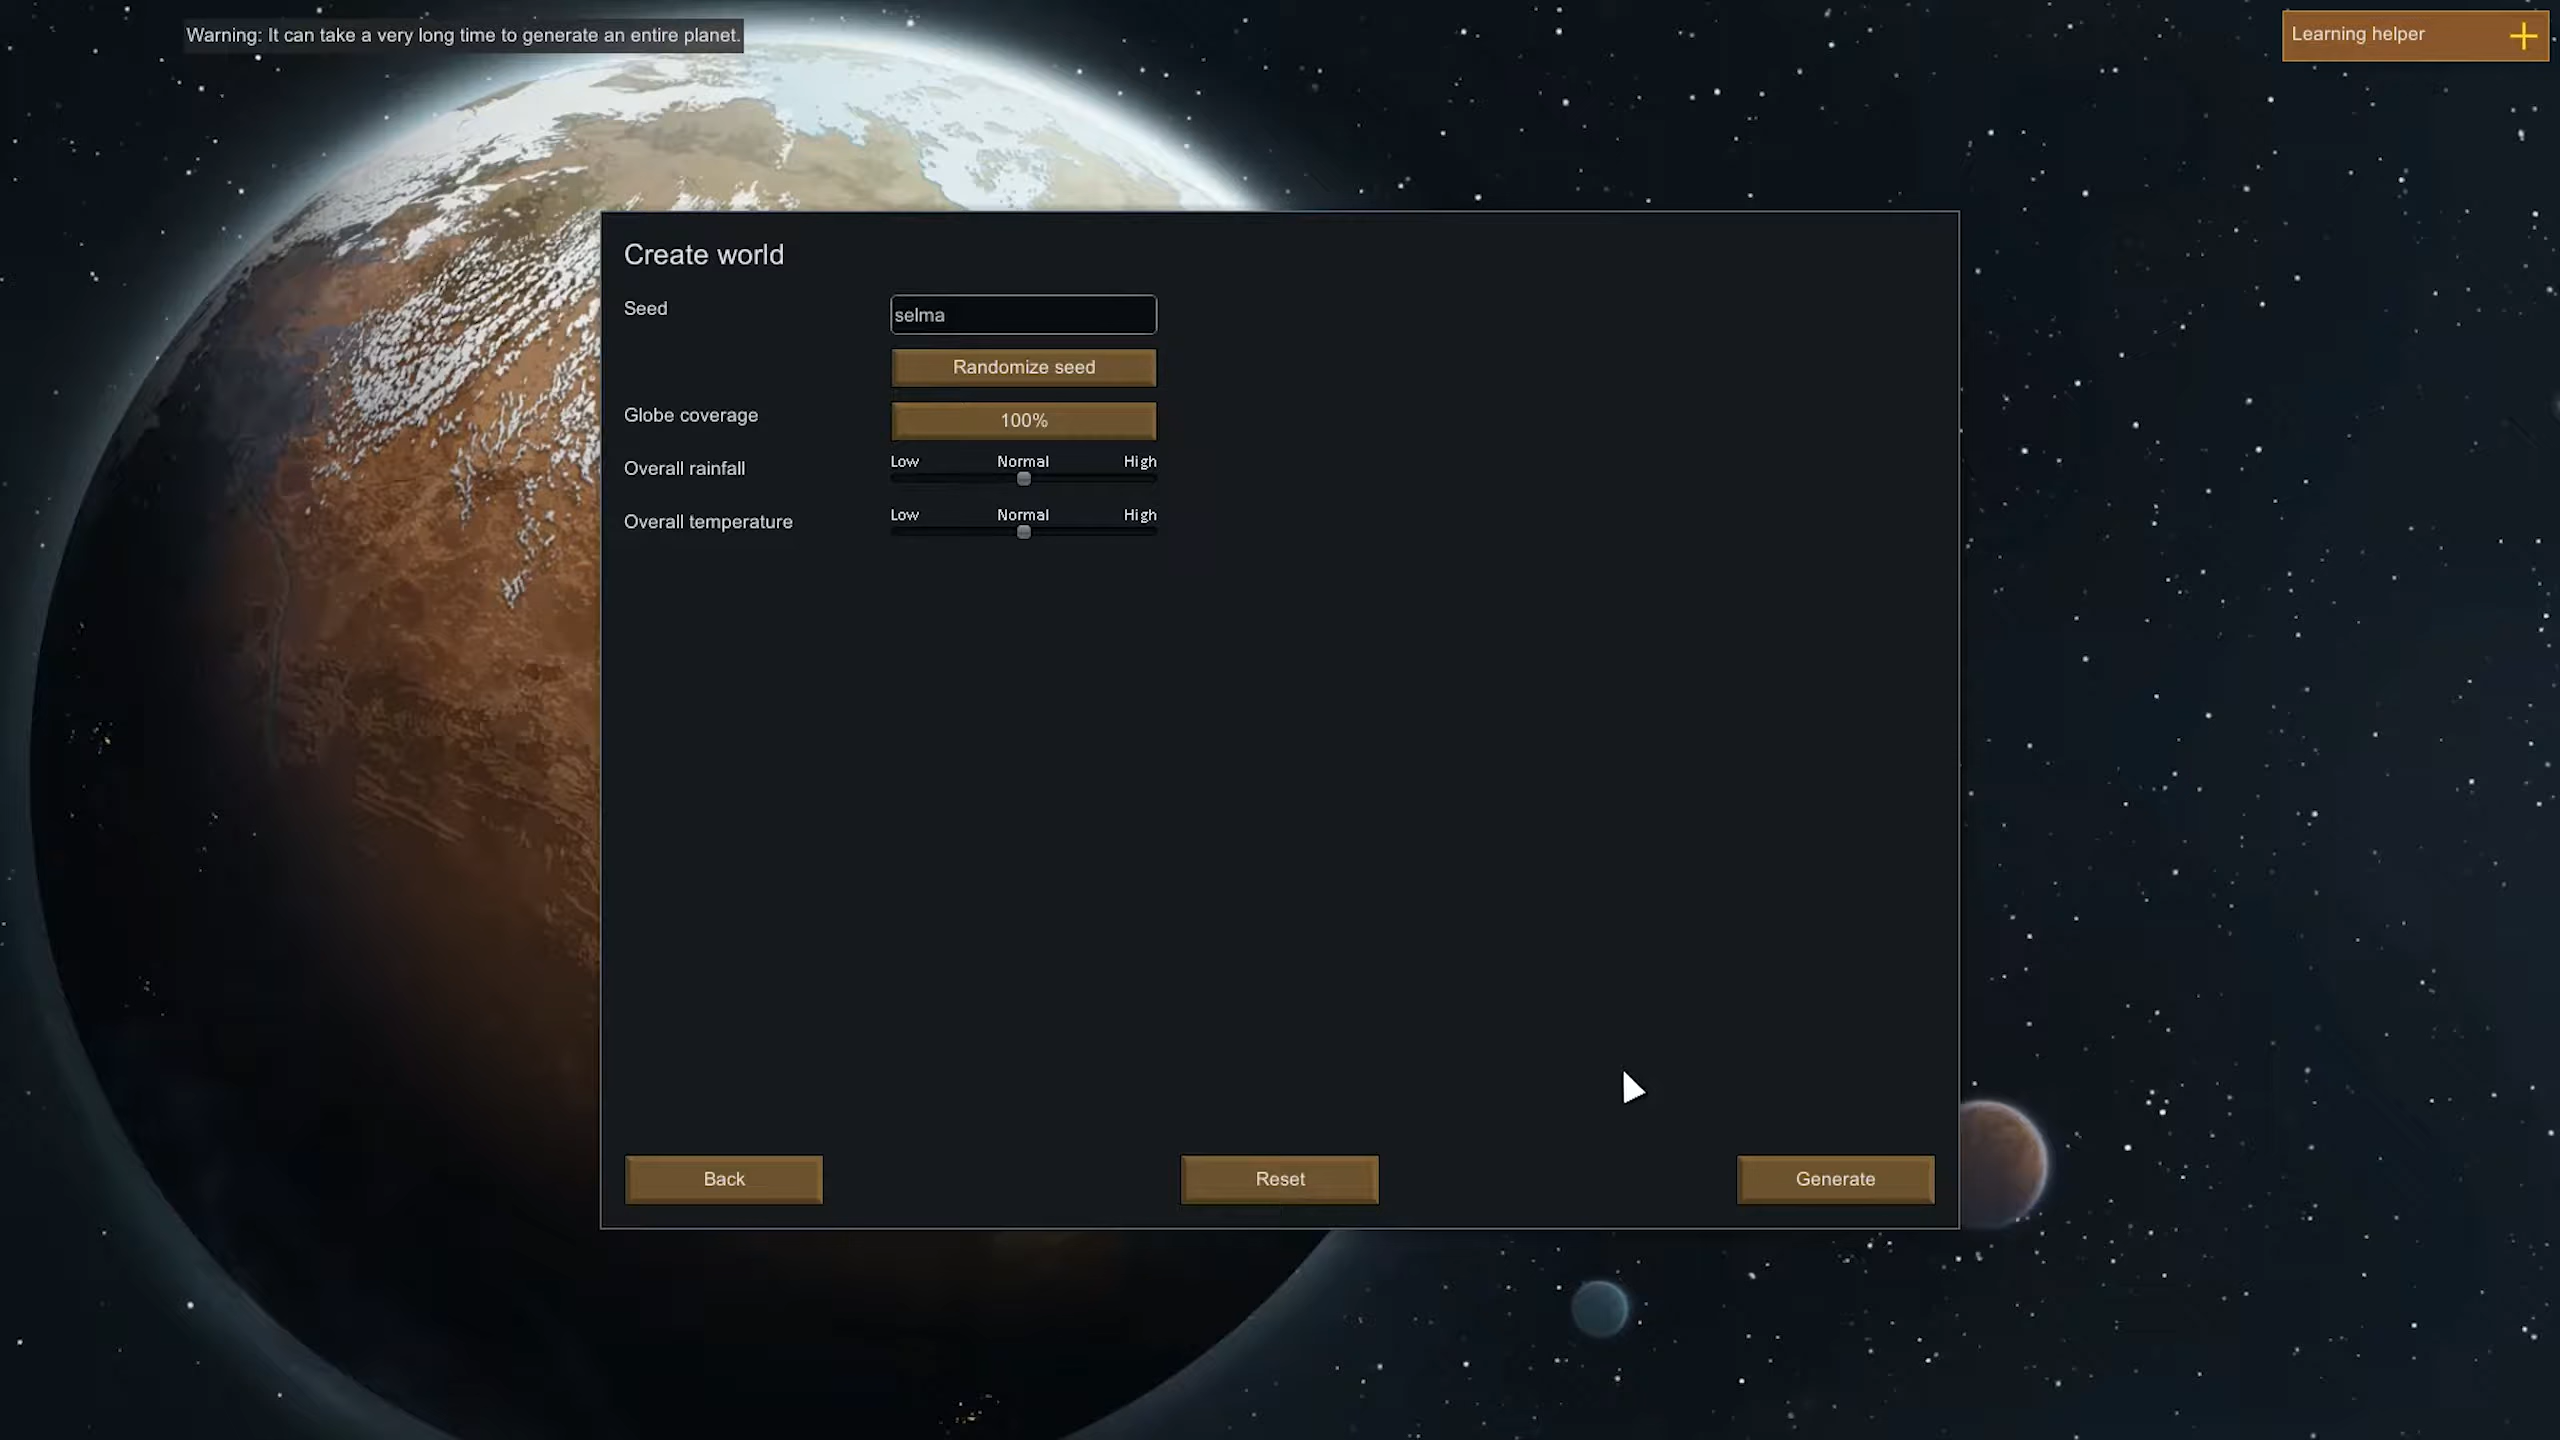 Warning: It can take a very long time to generate an entire planet.
Learning helper
Create world
Seed
selma
Randomize seed
Globe coverage
100%
Overall rainfall
Low Normal High
Overall temperature
Low Normal High
Back
Reset
Generate